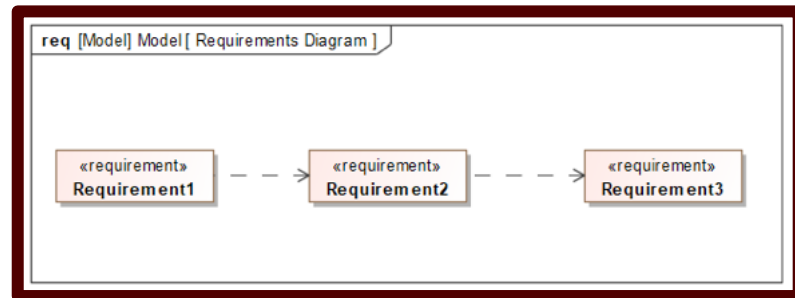 req [Model] Model [ Requirements Diagram ]
«requirement»
Requirement1
«requirement»
Requirement2
«requirement»
Requirement3